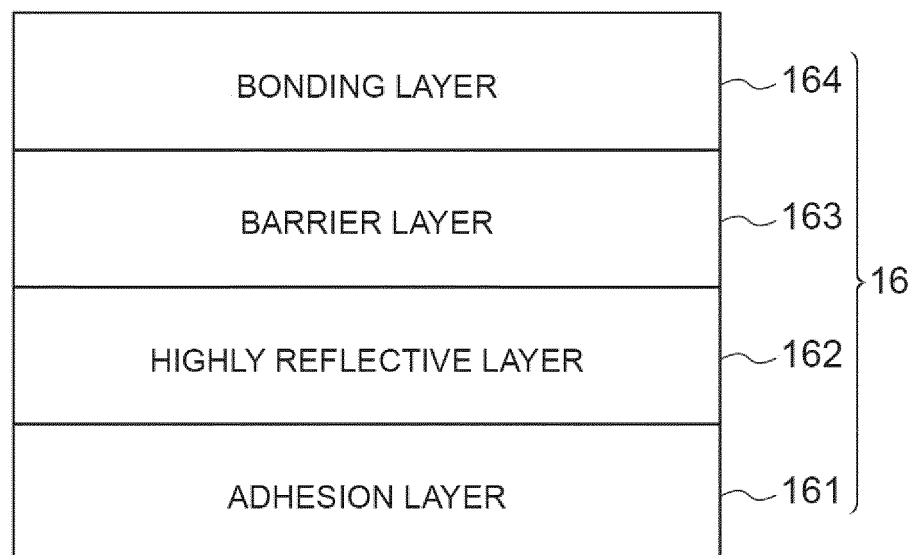 BONDING LAYER 164
BARRIER LAYER 163
16
HIGHLY REFLECTIVE LAYER 162
ADHESION LAYER 161